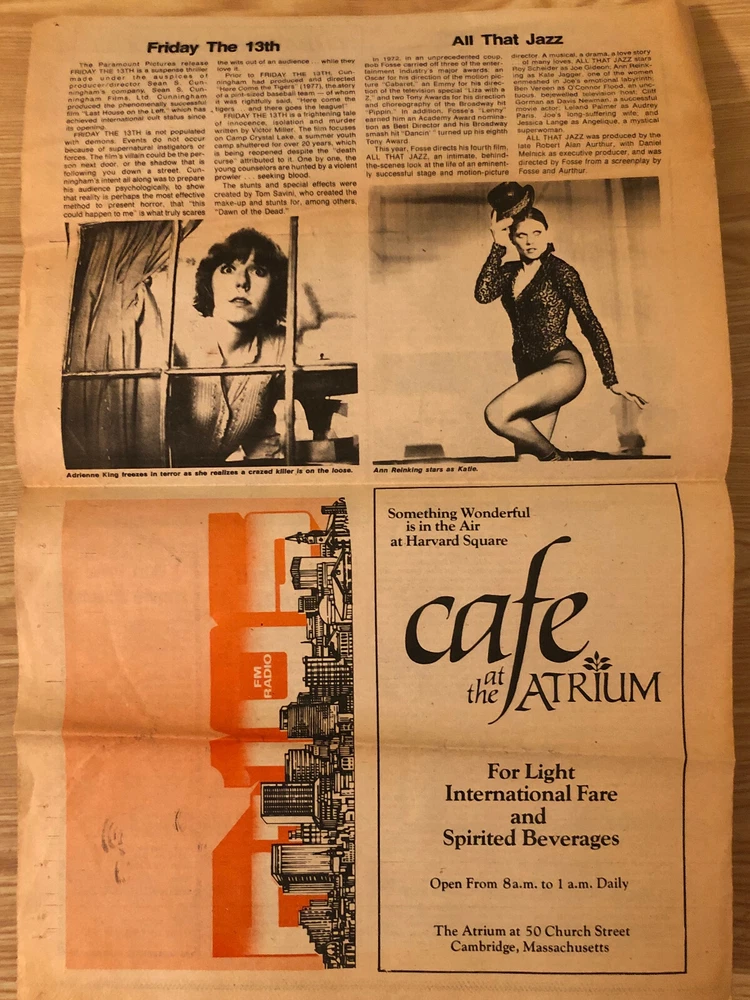 Friday The 13th
The Paramount Pictures release
FRIDAY THE 13TH is a suspense thriller
made under the auspices of
producer/director Sean S. Cun-
ningham's company, Sean S. Cun-
ningham Films, Ltd. Cunningham
produced the phenomenally successful
film "Last House on the Left," which has
achieved international cult status since
its opening.
FRIDAY THE 13TH is not populated
with demons. Events do not occur
because of supernatural instigators or
forces. The film's villain could be the per-
son next door, or the shadow that is
following you down a street. Cun-
ningham's intent all along was to prepare
his audience psychologically, to show
that reality is perhaps the most effective
method to present horror, that "this
could happen to me" is what truly scares
the wits out of an audience . . . while they
love it.
Prior to FRIDAY THE 13TH, Cun-
ningham had produced and directed
"Here Come the Tigers" (1977), the story
of a pint-sized baseball team — of whom
it was rightfully said, "Here come the
Tigers . . . and there goes the league!"
FRIDAY THE 13TH is a frightening tale
of innocence, isolation and murder
written by Victor Miller. The film focuses
on Camp Crystal Lake, a summer youth
camp shuttered for over 20 years, which
is being reopened despite the "death
curse" attributed to it. One by one, the
young counselors are hunted by a violent
prowler . . . seeking blood.
The stunts and special effects were
created by Tom Savini, who created the
make-up and stunts for, among others,
"Dawn of the Dead."
Adrienne King freezes in terror as she realizes a crazed killer is on the loose.
All That Jazz
In 1972, in an unprecedented coup,
Bob Fosse carried off three of the enter-
tainment industry's major awards: an
Oscar for his direction of the motion pic-
ture "Cabaret," an Emmy for his direc-
tion of the television special "Liza with a
Z," and two Tony Awards for his direction
and choreography of the Broadway hit
"Pippin." In addition, Fosse's "Lenny"
earned him an Academy Award nomina-
tion as Best Director and his Broadway
smash hit "Dancin'" turned up his eighth
Tony Award.
This year, Fosse directs his fourth film,
ALL THAT JAZZ, an intimate, behind-
the-scenes look at the life of an eminent-
ly successful stage and motion-picture
director. A musical, a drama, a love story
of many loves, ALL THAT JAZZ stars
Roy Scheider as Joe Gideon, Ann Reink-
ing as Kate Jagger, one of the women
enmeshed in Joe's emotional labyrinth;
Ben Vereen as O'Connor Flood, an unc-
tuous, bejewelled television host; Cliff
Gorman as Davis Newman, a successful
movie actor; Leland Palmer as Audrey
Paris, Joe's long-suffering wife; and
Jessica Lange as Angelique, a mystical
superwoman.
ALL THAT JAZZ was produced by the
late Robert Alan Aurthur, with Daniel
Melnick as executive producer, and was
directed by Fosse from a screenplay by
Fosse and Aurthur.
Ann Reinking stars as Katie.
FM
RADIO
Something Wonderful
is in the Air
at Harvard Square
cafe
at
the ATRIUM
For Light
International Fare
and
Spirited Beverages
Open From 8 a.m. to 1 a.m. Daily
The Atrium at 50 Church Street
Cambridge, Massachusetts